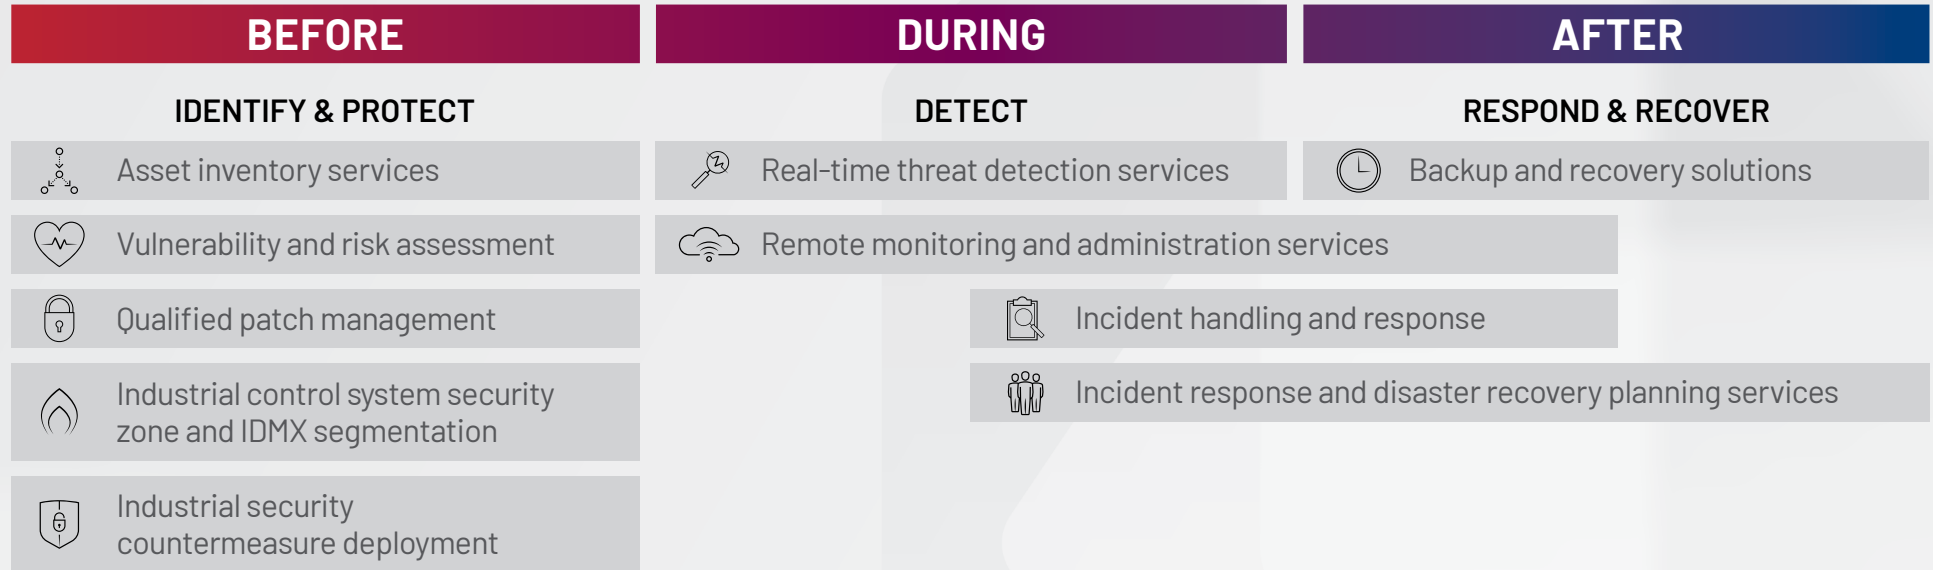 BEFORE
DURING
AFTER
IDENTIFY & PROTECT
DETECT
RESPOND & RECOVER
Asset inventory services
Real-time threat detection services
Backup and recovery solutions
Vulnerability and risk assessment
Remote monitoring and administration services
Qualified patch management
Incident handling and response
Industrial control system security
zone and IDMX segmentation
Incident response and disaster recovery planning services
Industrial security
countermeasure deployment